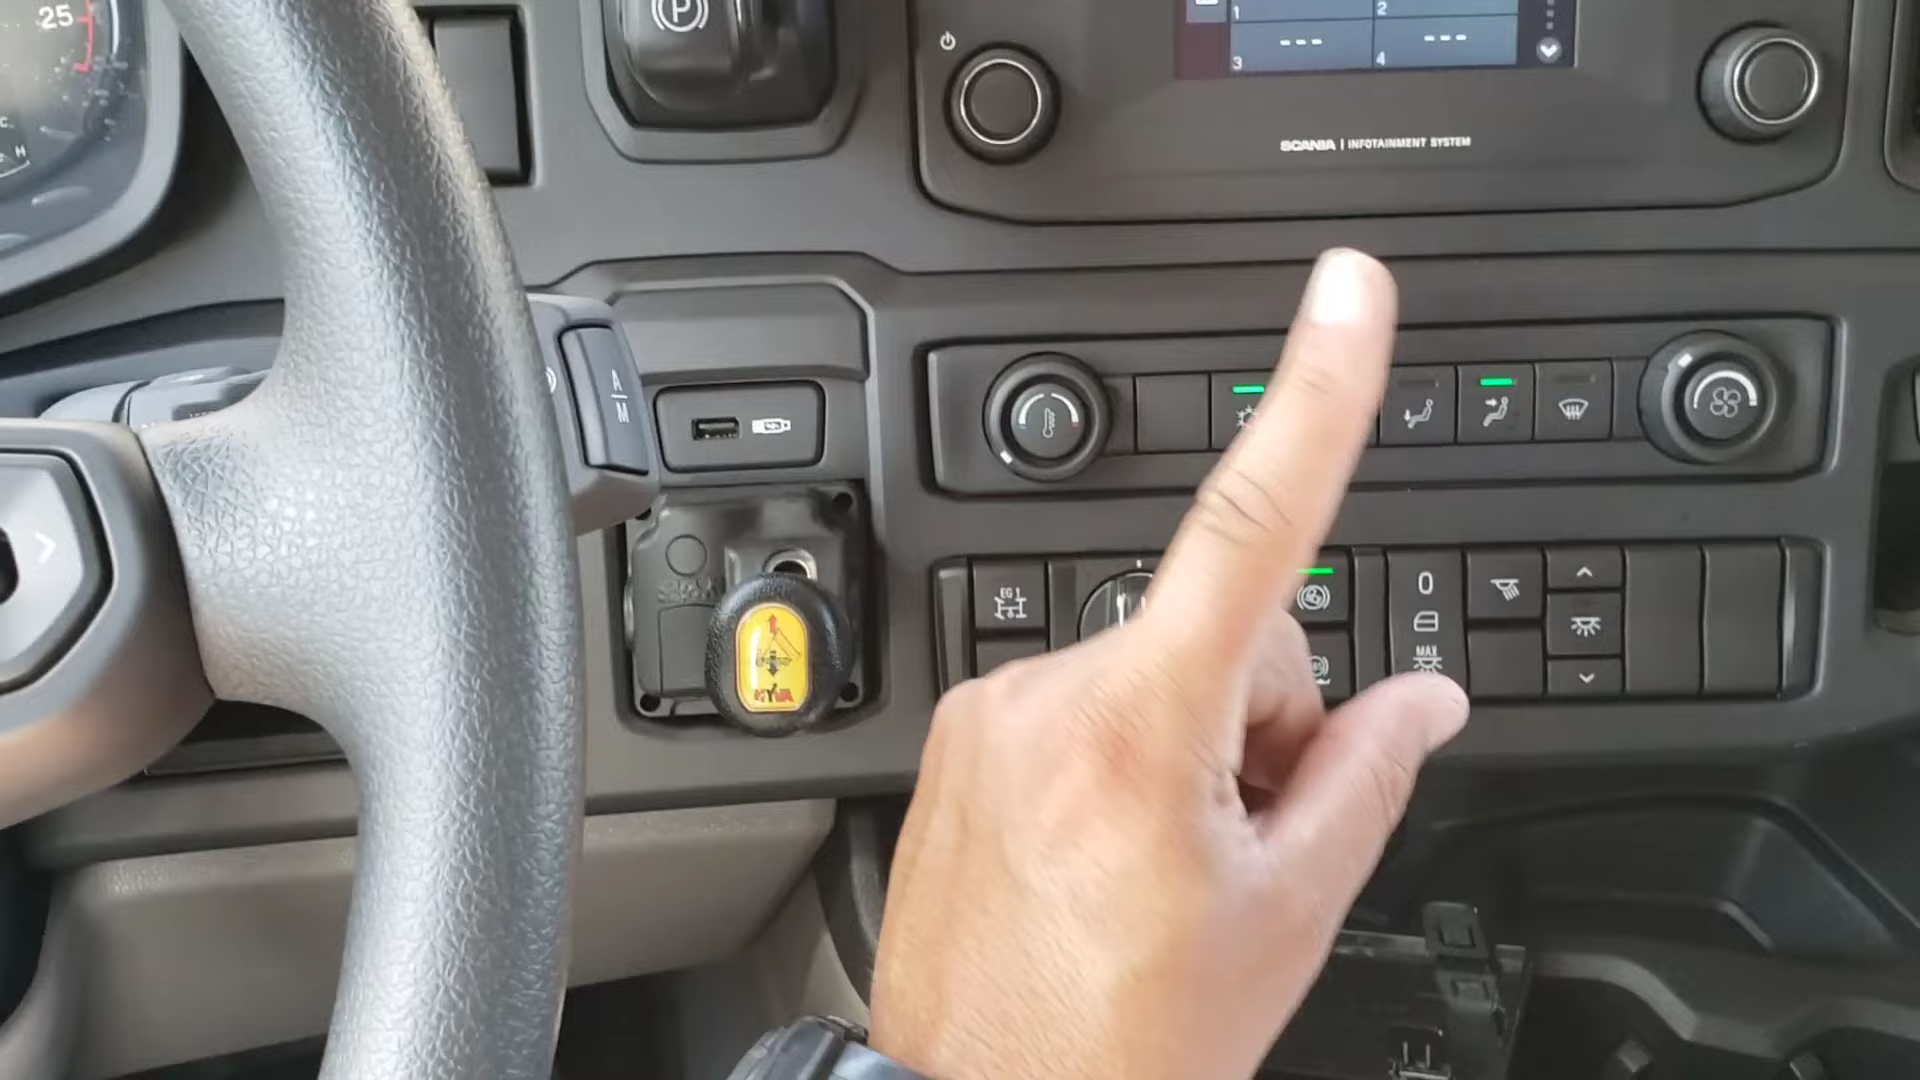 25
P
1
2
3
4
C
H
SCANIA | INFOTAINMENT SYSTEM
A
M
EG 1
0
MAX
HYVA